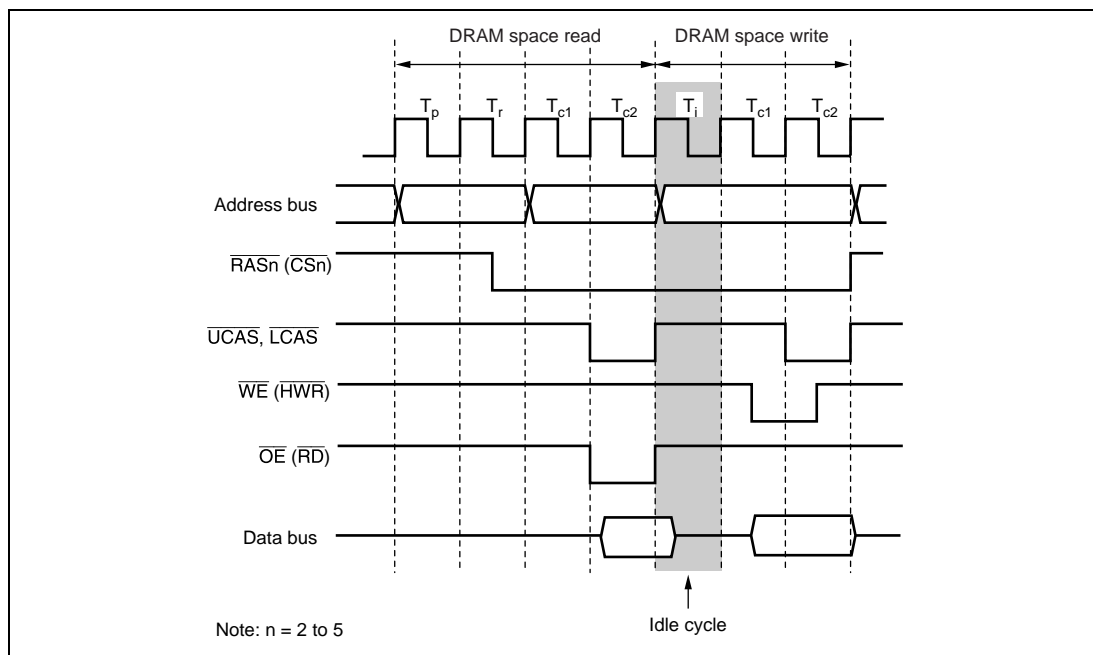 DRAM space read DRAM space write
Tp Tr Tc1 Tc2 Ti Tc1 Tc2
Address bus
RASn (CSn)
UCAS, LCAS
WE (HWR)
OE (RD)
Data bus
Idle cycle
Note: n = 2 to 5